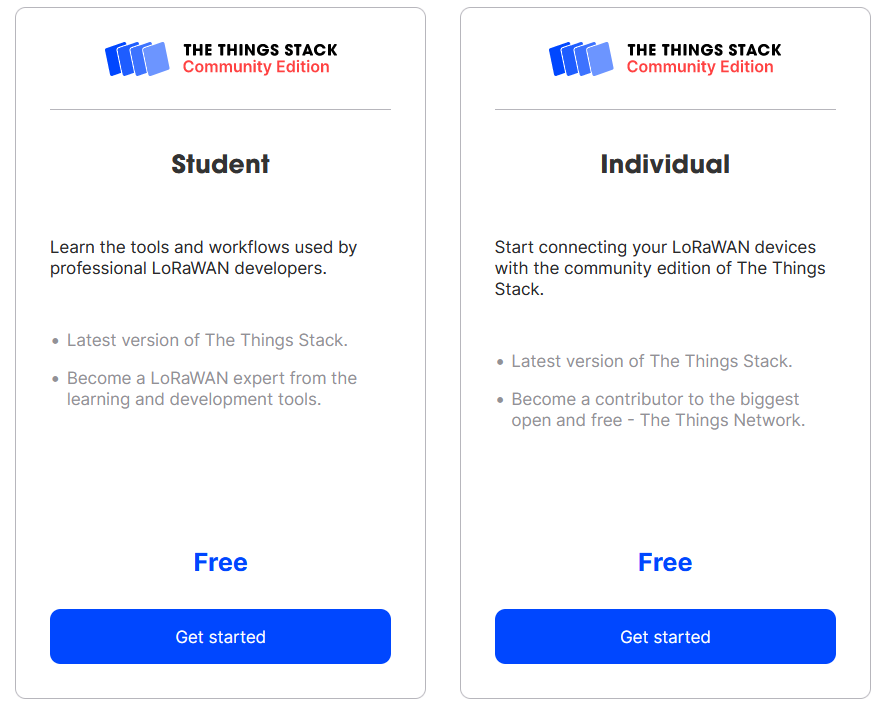 THE THINGS STACK
Community Edition
Student
Learn the tools and workflows used by
professional LoRaWAN developers.
• Latest version of The Things Stack.
• Become a LoRaWAN expert from the
learning and development tools.
Free
Get started
THE THINGS STACK
Community Edition
Individual
Start connecting your LoRaWAN devices
with the community edition of The Things
Stack.
• Latest version of The Things Stack.
• Become a contributor to the biggest
open and free - The Things Network.
Free
Get started